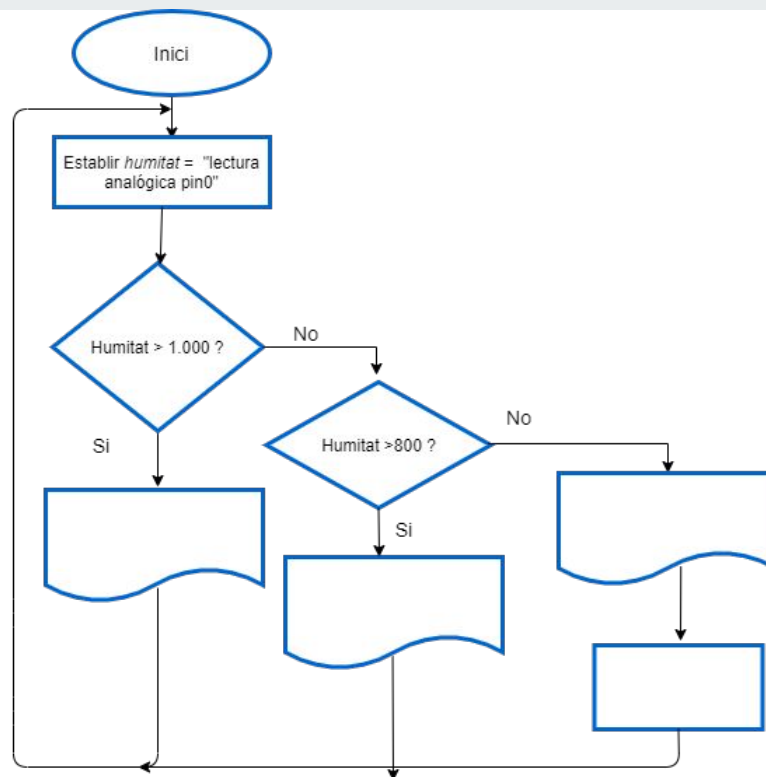 Inici
Establir humitat = "lectura
analógica pin0"
Humitat > 1.000 ?
No
Humitat >800 ?
No
Si
Si